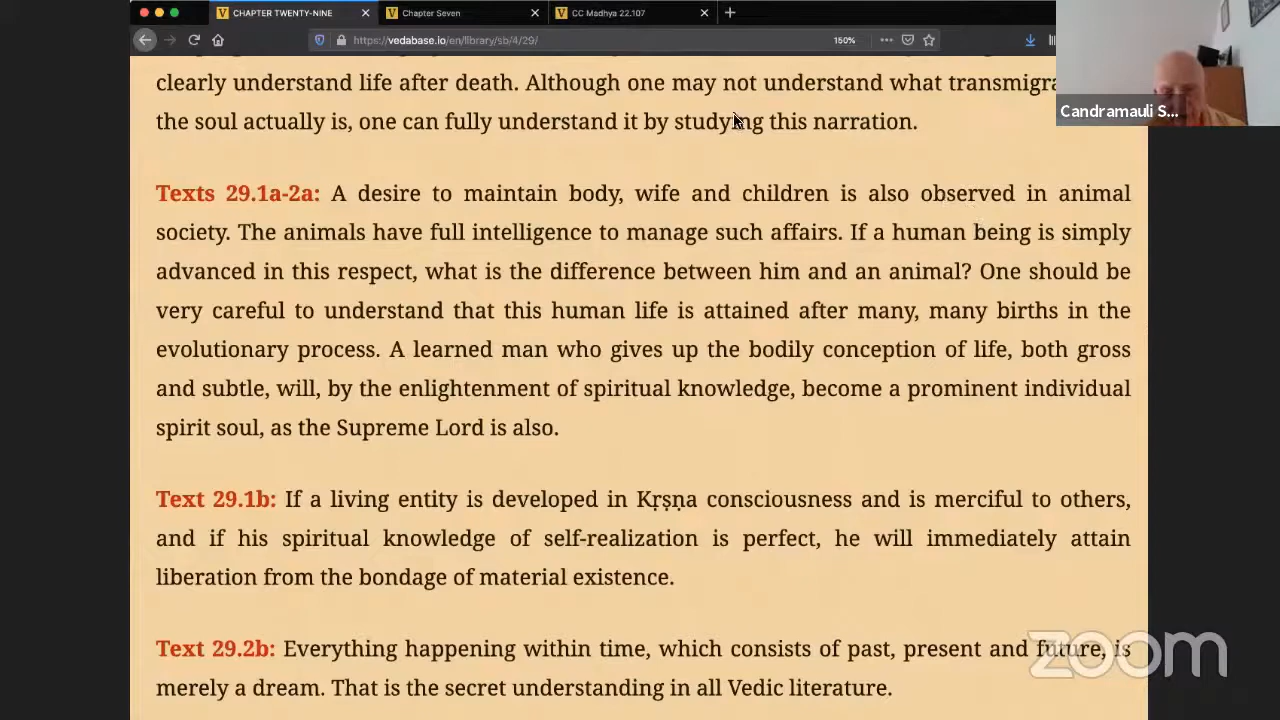 CHAPTER TWENTY-NINE
Chapter Seven
CC Madhya 22.107
https://vedabase.io/en/library/sb/4/29/
150%
clearly understand life after death. Although one may not understand what transmigra
the soul actually is, one can fully understand it by studying this narration.
Candramauli S...
Texts 29.1a-2a: A desire to maintain body, wife and children is also observed in animal
society. The animals have full intelligence to manage such affairs. If a human being is simply
advanced in this respect, what is the difference between him and an animal? One should be
very careful to understand that this human life is attained after many, many births in the
evolutionary process. A learned man who gives up the bodily conception of life, both gross
and subtle, will, by the enlightenment of spiritual knowledge, become a prominent individual
spirit soul, as the Supreme Lord is also.
Text 29.1b: If a living entity is developed in Kṛṣṇa consciousness and is merciful to others,
and if his spiritual knowledge of self-realization is perfect, he will immediately attain
liberation from the bondage of material existence.
Text 29.2b: Everything happening within time, which consists of past, present and future, is
merely a dream. That is the secret understanding in all Vedic literature.
zoom